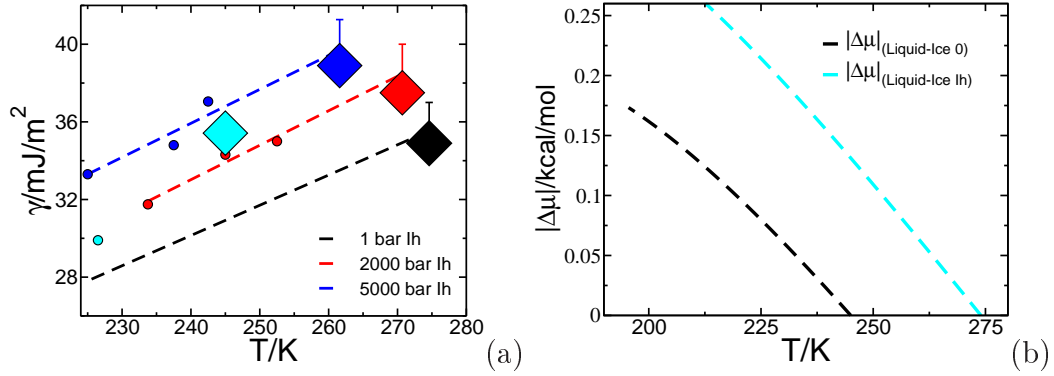 γ/mJ/m²
40
36
32
28
230
240
250
260
270
280
T/K
1 bar Ih
2000 bar Ih
5000 bar Ih
(a)
|Δμ|/kcal/mol
0.25
0.2
0.15
0.1
0.05
0
200
225
250
275
T/K
|Δμ|(Liquid-Ice 0)
|Δμ|(Liquid-Ice Ih)
(b)